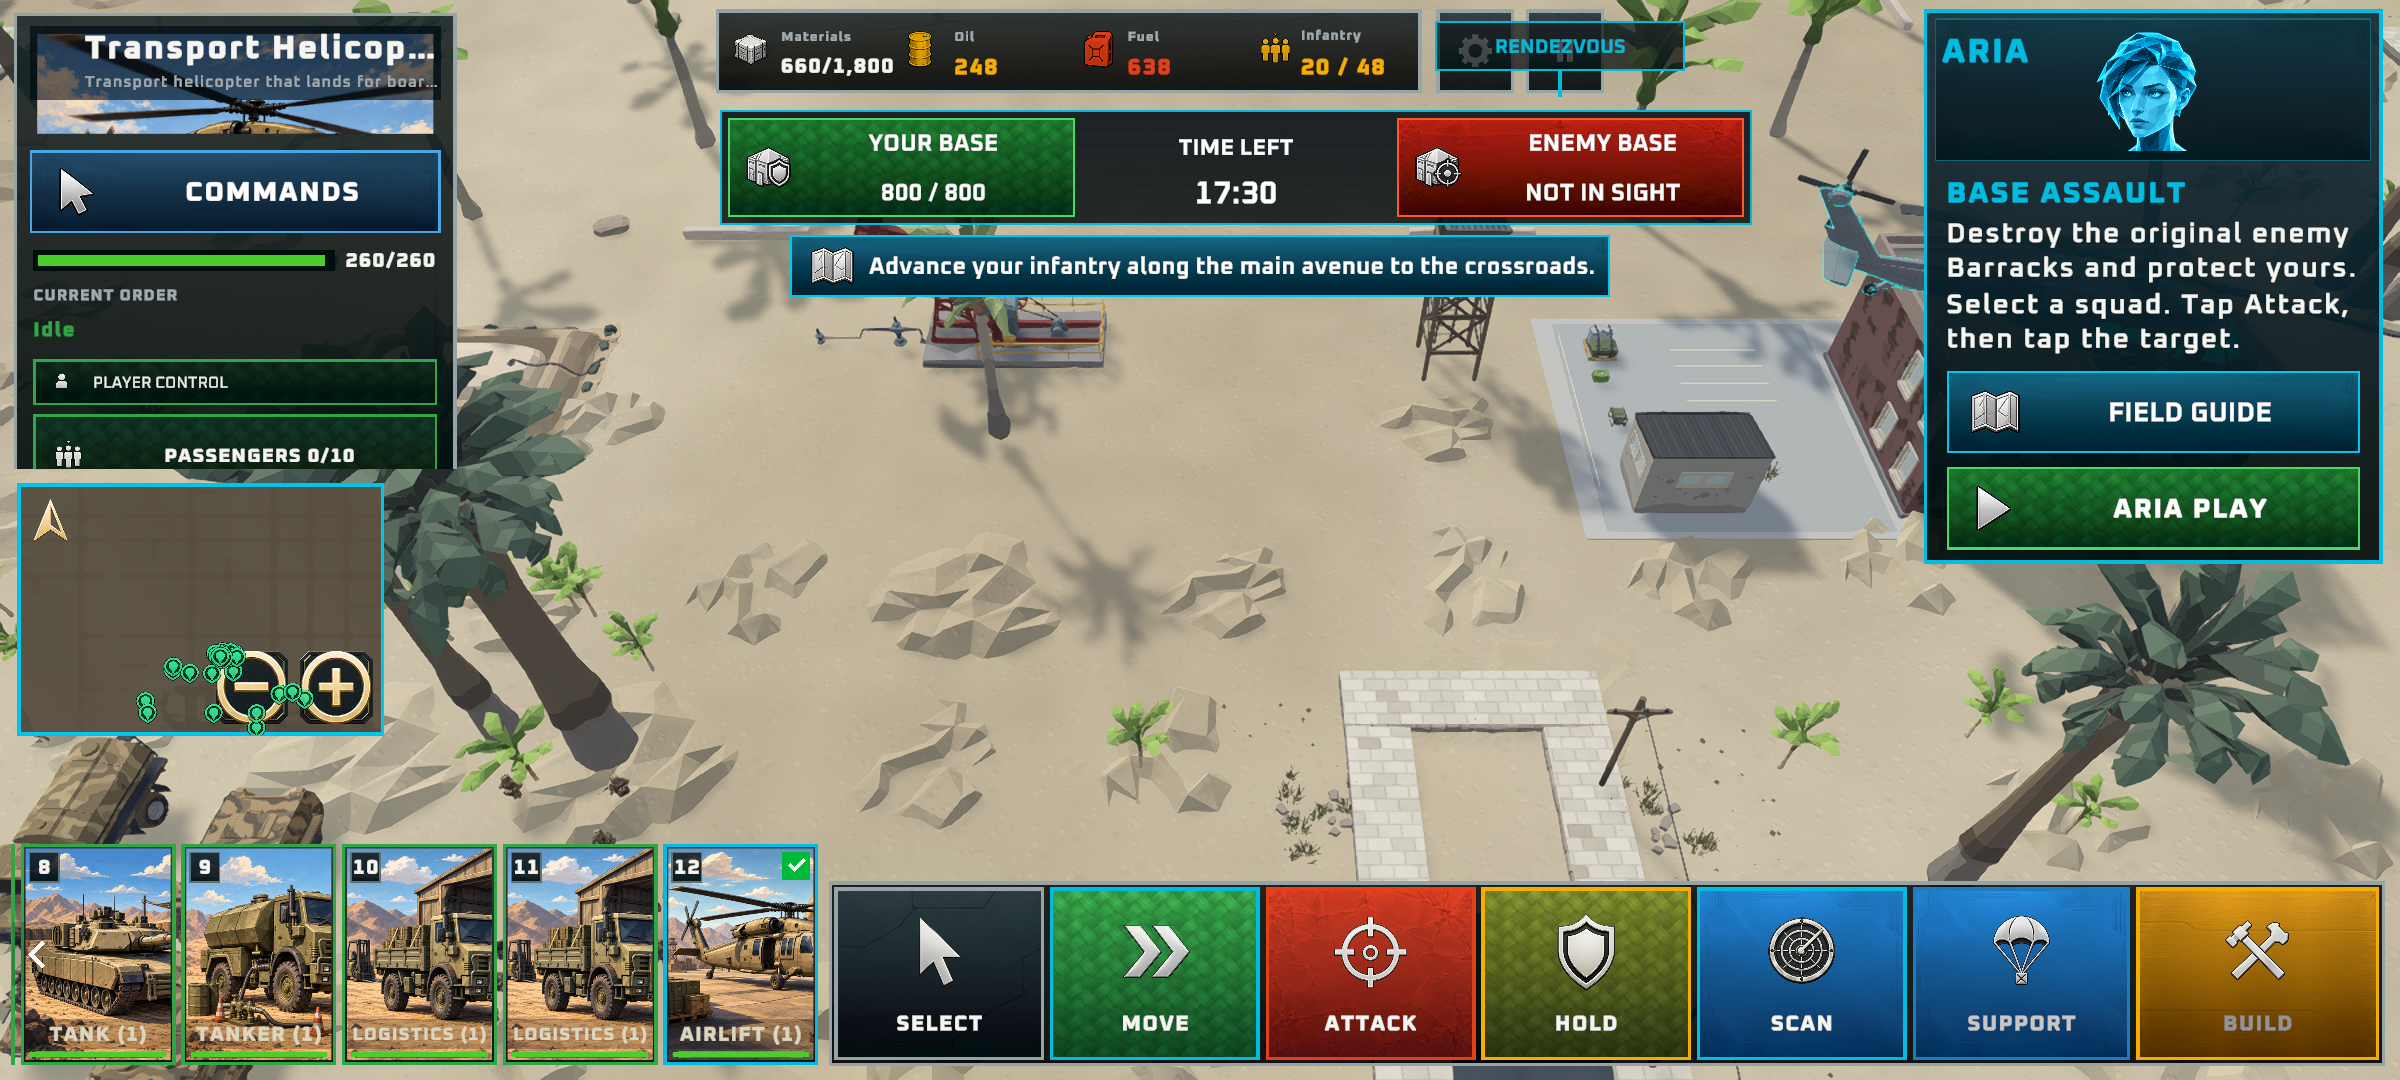 Transport Helicop...
Transport helicopter that lands for boar...
COMMANDS
260/260
CURRENT ORDER
Idle
PLAYER CONTROL
PASSENGERS 0/10
Materials
660/1,800
Oil
248
Fuel
638
Infantry
20 / 48
RENDEZVOUS
YOUR BASE
800 / 800
TIME LEFT
17:30
ENEMY BASE
NOT IN SIGHT
Advance your infantry along the main avenue to the crossroads.
ARIA
BASE ASSAULT
Destroy the original enemy
Barracks and protect yours.
Select a squad. Tap Attack,
then tap the target.
FIELD GUIDE
ARIA PLAY
8
TANK (1)
9
TANKER (1)
10
LOGISTICS (1)
11
LOGISTICS (1)
12
AIRLIFT (1)
SELECT
MOVE
ATTACK
HOLD
SCAN
SUPPORT
BUILD